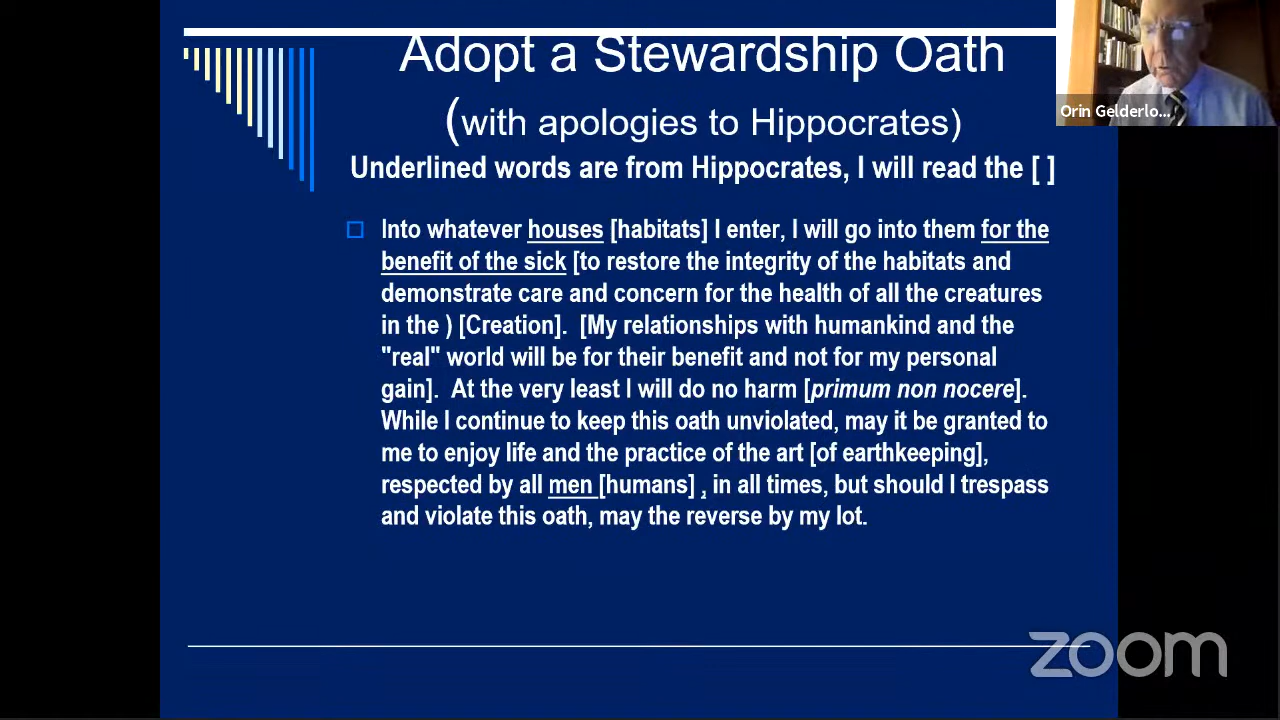 Adopt a Stewardship Oath
(with apologies to Hippocrates)
Underlined words are from Hippocrates, I will read the [ ]
Into whatever houses [habitats] I enter, I will go into them for the
benefit of the sick [to restore the integrity of the habitats and
demonstrate care and concern for the health of all the creatures
in the ) [Creation]. [My relationships with humankind and the
"real" world will be for their benefit and not for my personal
gain]. At the very least I will do no harm [primum non nocere].
While I continue to keep this oath unviolated, may it be granted to
me to enjoy life and the practice of the art [of earthkeeping],
respected by all men [humans] , in all times, but should I trespass
and violate this oath, may the reverse by my lot.
Orin Gelderlo...
zoom